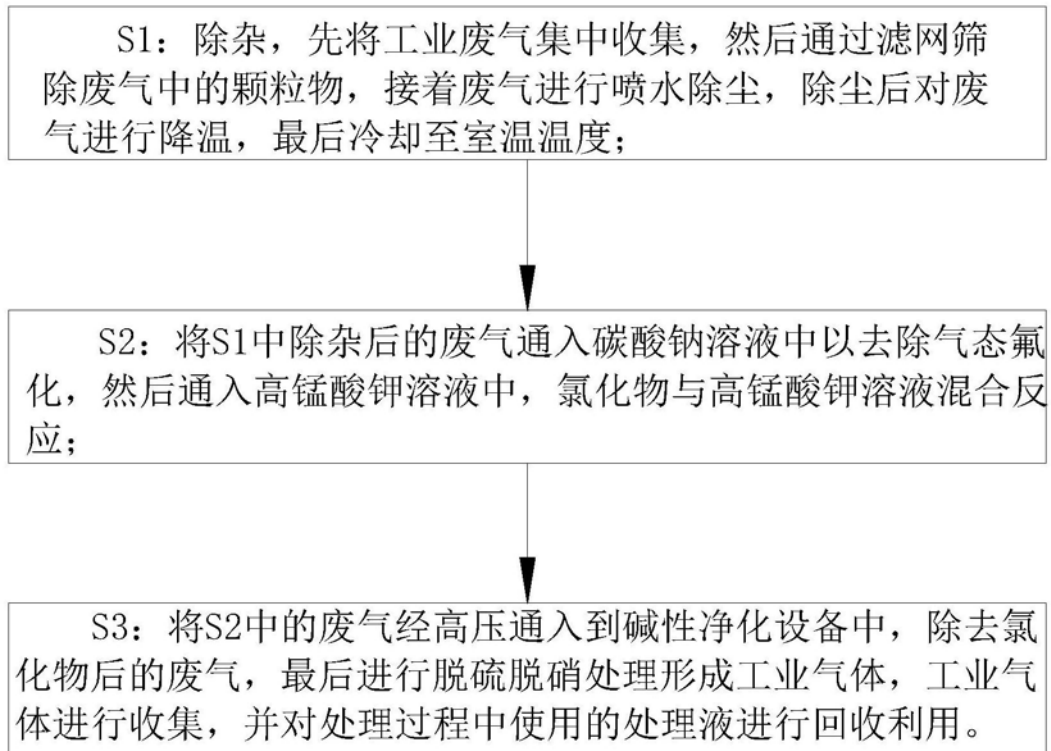 S1：除杂，先将工业废气集中收集，然后通过滤网筛
除废气中的颗粒物，接着废气进行喷水除尘，除尘后对废
气进行降温，最后冷却至室温温度；
S2：将S1中除杂后的废气通入碳酸钠溶液中以去除气态氟
化，然后通入高锰酸钾溶液中，氯化物与高锰酸钾溶液混合反
应；
S3：将S2中的废气经高压通入到碱性净化设备中，除去氯
化物后的废气，最后进行脱硫脱硝处理形成工业气体，工业气
体进行收集，并对处理过程中使用的处理液进行回收利用。